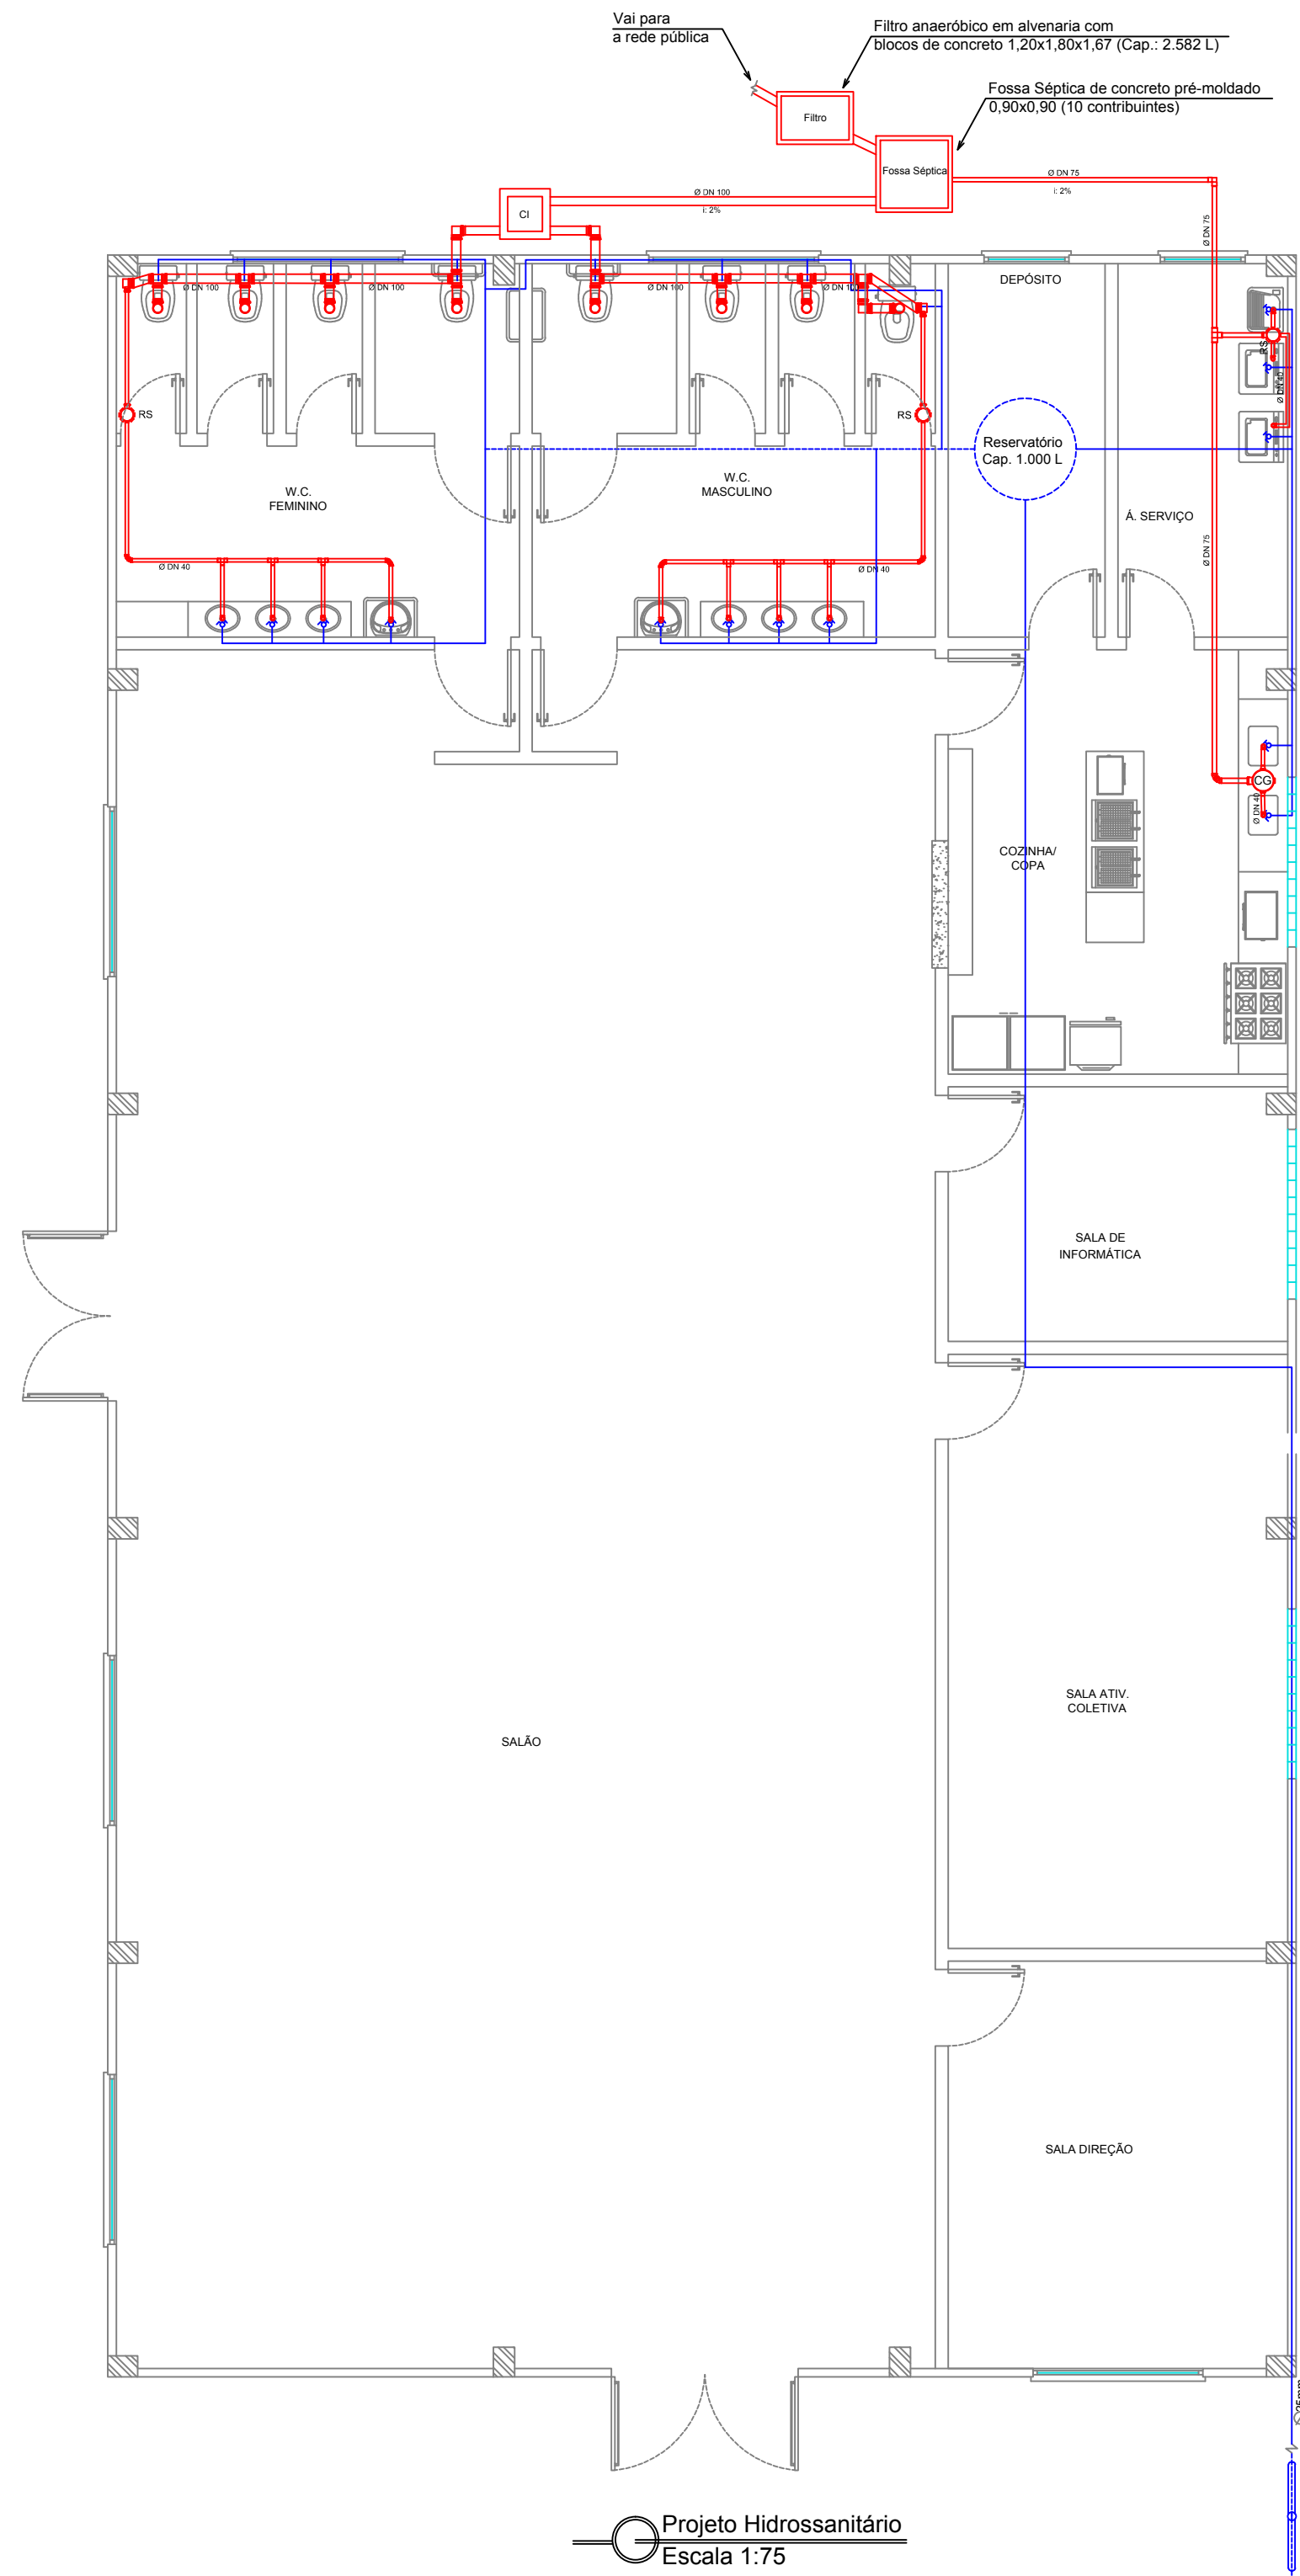 Vai para
a rede pública
Filtro anaeróbico em alvenaria com
blocos de concreto 1,20x1,80x1,67 (Cap.: 2.582 L)
Fossa Séptica de concreto pré-moldado
0,90x0,90 (10 contribuintes)
Filtro
Fossa Séptica
Ø DN 75
i: 2%
Ø DN 100
i: 2%
CI
Ø DN 75
DEPÓSITO
Ø DN 100
Ø DN 100
Ø DN 100
Ø DN 100
RS
Ø DN 40
RS
RS
Reservatório
Cap. 1.000 L
W.C.
FEMININO
W.C.
MASCULINO
Á. SERVIÇO
Ø DN 75
Ø DN 40
Ø DN 40
CG
Ø DN 40
COZINHA/
COPA
SALA DE
INFORMÁTICA
SALA ATIV.
COLETIVA
SALÃO
SALA DIREÇÃO
Projeto Hidrossanitário
Escala 1:75